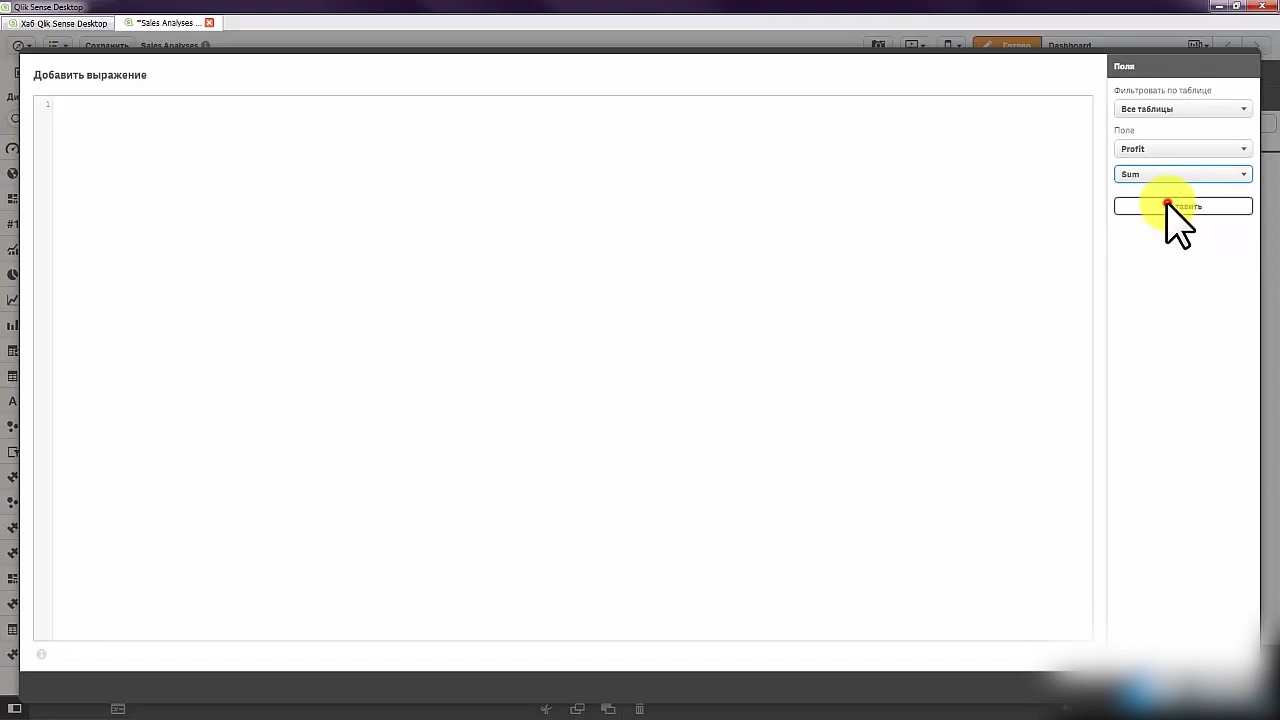 Qlik Sense Desktop
Хаб Qlik Sense Desktop
*Sales Analyses ...
Сохранить
Sales Analyses
Готово
Dashboard
Добавить выражение
1
Поля
Фильтровать по таблице
Все таблицы
Поле
Profit
Sum
#1
A